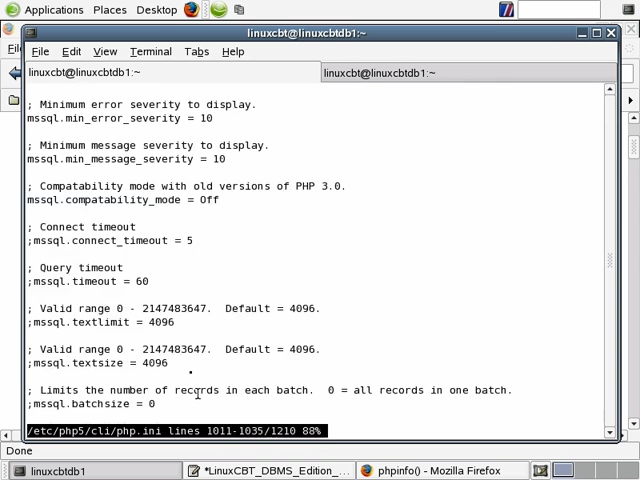 Applications Places Desktop
linuxcbt@linuxcbtdb1:~
File Edit View Terminal Tabs Help
linuxcbt@linuxcbtdb1:~ linuxcbt@linuxcbtdb1:~
; Minimum error severity to display.
mssql.min_error_severity = 10
; Minimum message severity to display.
mssql.min_message_severity = 10
; Compatability mode with old versions of PHP 3.0.
mssql.compatability_mode = Off
; Connect timeout
;mssql.connect_timeout = 5
; Query timeout
;mssql.timeout = 60
; Valid range 0 - 2147483647. Default = 4096.
;mssql.textlimit = 4096
; Valid range 0 - 2147483647. Default = 4096.
;mssql.textsize = 4096
; Limits the number of records in each batch. 0 = all records in one batch.
;mssql.batchsize = 0
/etc/php5/cli/php.ini lines 1011-1035/1210 88%
Done
linuxcbtdb1 *LinuxCBT_DBMS_Edition_... phpinfo() - Mozilla Firefox